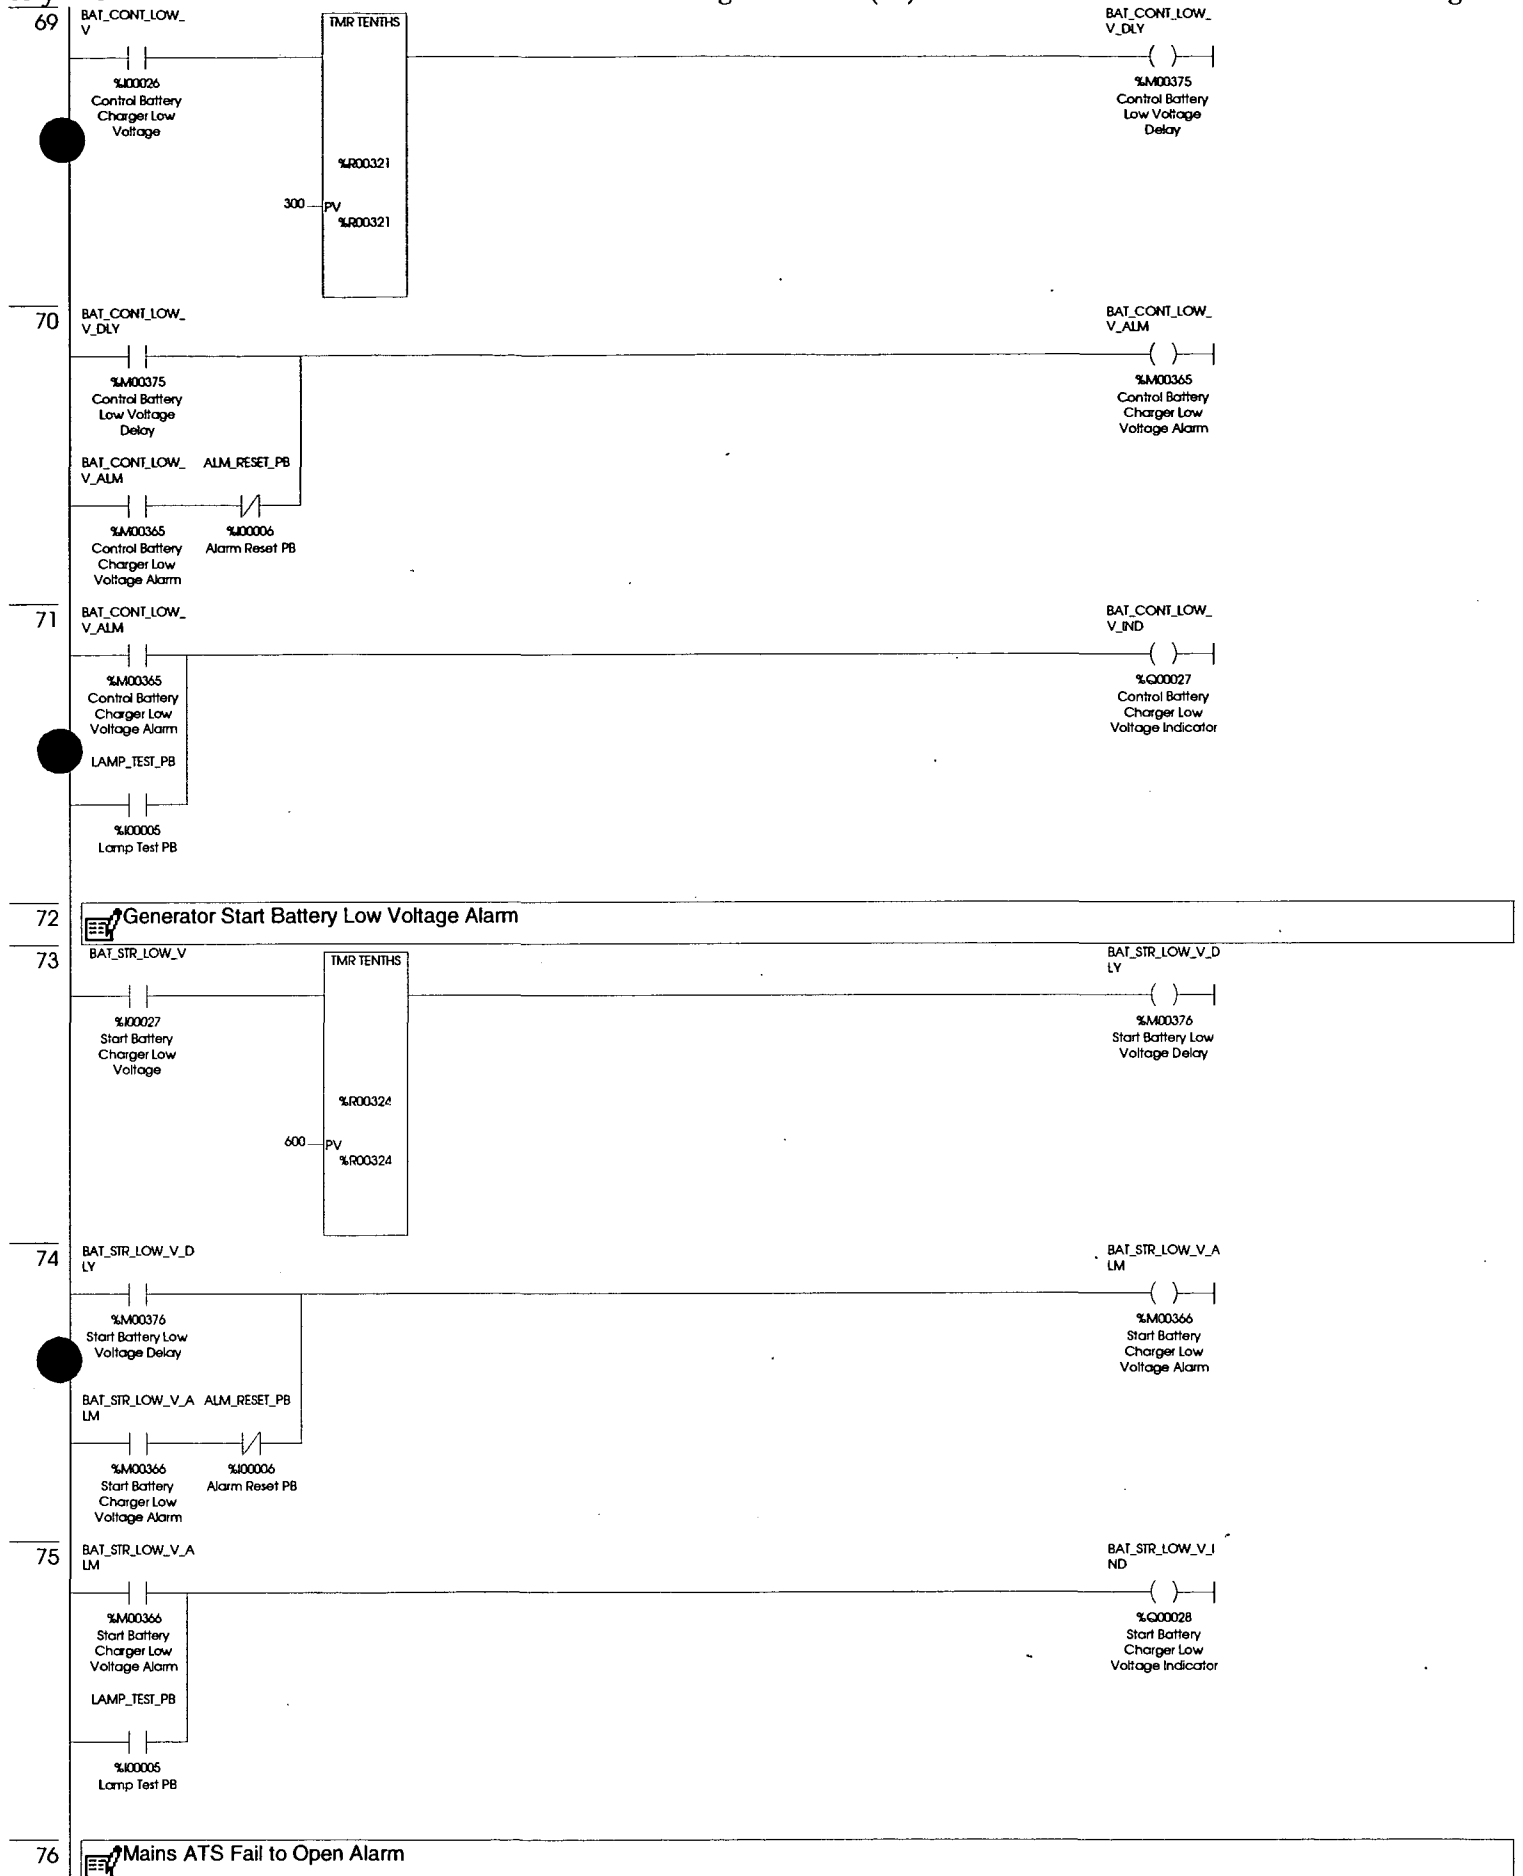 69
BAT_CONT_LOW_
V
TMR TENTHS
BAT_CONT_LOW_
V_DLY
%I00026
Control Battery
Charger Low
Voltage
%M00375
Control Battery
Low Voltage
Delay
%R00321
300
PV
%R00321
70
BAT_CONT_LOW_
V_DLY
BAT_CONT_LOW_
V_ALM
%M00375
Control Battery
Low Voltage
Delay
%M00365
Control Battery
Charger Low
Voltage Alarm
BAT_CONT_LOW_
V_ALM
ALM_RESET_PB
%M00365
Control Battery
Charger Low
Voltage Alarm
%I00006
Alarm Reset PB
71
BAT_CONT_LOW_
V_ALM
BAT_CONT_LOW_
V_IND
%M00365
Control Battery
Charger Low
Voltage Alarm
%Q00027
Control Battery
Charger Low
Voltage Indicator
LAMP_TEST_PB
%I00005
Lamp Test PB
72
Generator Start Battery Low Voltage Alarm
73
BAT_STR_LOW_V
TMR TENTHS
BAT_STR_LOW_V_D
LY
%I00027
Start Battery
Charger Low
Voltage
%M00376
Start Battery Low
Voltage Delay
%R00324
600
PV
%R00324
74
BAT_STR_LOW_V_D
LY
BAT_STR_LOW_V_A
LM
%M00376
Start Battery Low
Voltage Delay
%M00366
Start Battery
Charger Low
Voltage Alarm
BAT_STR_LOW_V_A
LM
ALM_RESET_PB
%M00366
Start Battery
Charger Low
Voltage Alarm
%I00006
Alarm Reset PB
75
BAT_STR_LOW_V_A
LM
BAT_STR_LOW_V_I
ND
%M00366
Start Battery
Charger Low
Voltage Alarm
%Q00028
Start Battery
Charger Low
Voltage Indicator
LAMP_TEST_PB
%I00005
Lamp Test PB
76
Mains ATS Fail to Open Alarm